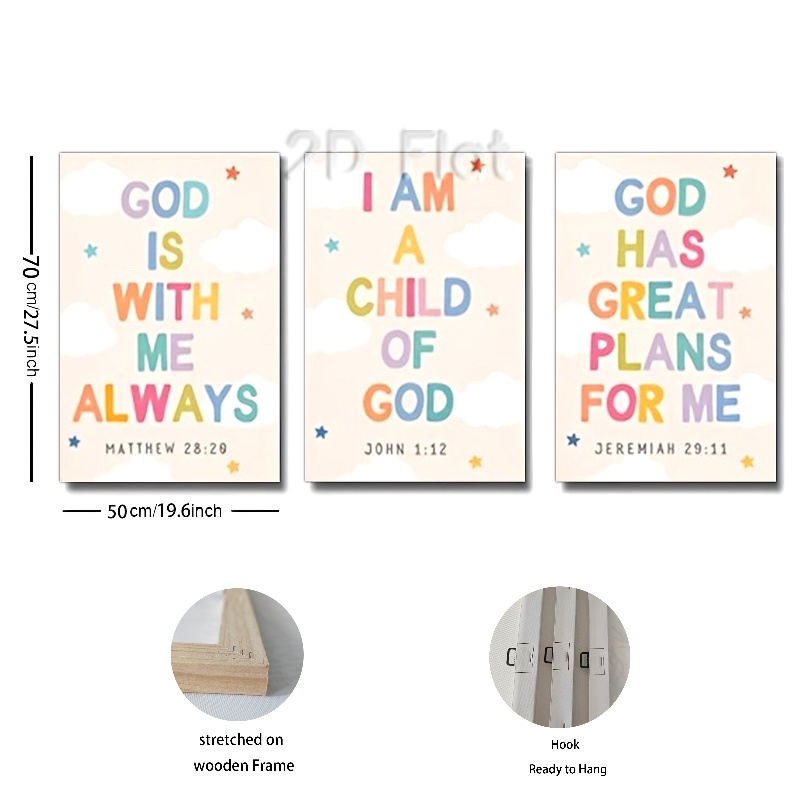 2D Flat
GOD
IS
WITH
ME
ALWAYS
MATTHEW 28:20
I AM
A
CHILD
OF
GOD
JOHN 1:12
GOD
HAS
GREAT
PLANS
FOR ME
JEREMIAH 29:11
70 cm/27.5inch
50 cm/19.6inch
stretched on
wooden Frame
Hook
Ready to Hang